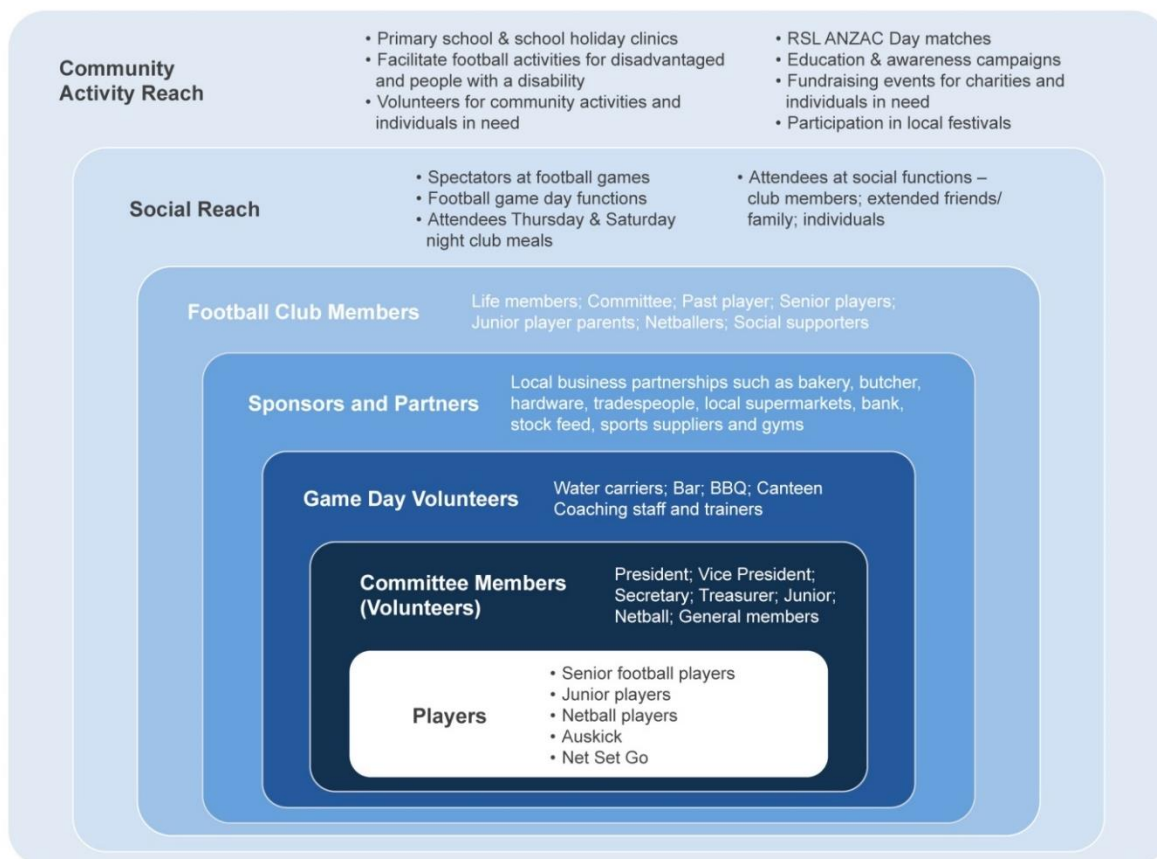 Community
Activity Reach
• Primary school & school holiday clinics
• Facilitate football activities for disadvantaged
and people with a disability
• Volunteers for community activities and
individuals in need
• RSL ANZAC Day matches
• Education & awareness campaigns
• Fundraising events for charities and
individuals in need
• Participation in local festivals
Social Reach
• Spectators at football games
• Football game day functions
• Attendees Thursday & Saturday
night club meals
• Attendees at social functions –
club members; extended friends/
family; individuals
Football Club Members
Life members; Committee; Past player; Senior players;
Junior player parents; Netballers; Social supporters
Sponsors and Partners
Local business partnerships such as bakery, butcher,
hardware, tradespeople, local supermarkets, bank,
stock feed, sports suppliers and gyms
Game Day Volunteers
Water carriers; Bar; BBQ; Canteen
Coaching staff and trainers
Committee Members
(Volunteers)
President; Vice President;
Secretary; Treasurer; Junior;
Netball; General members
Players
• Senior football players
• Junior players
• Netball players
• Auskick
• Net Set Go